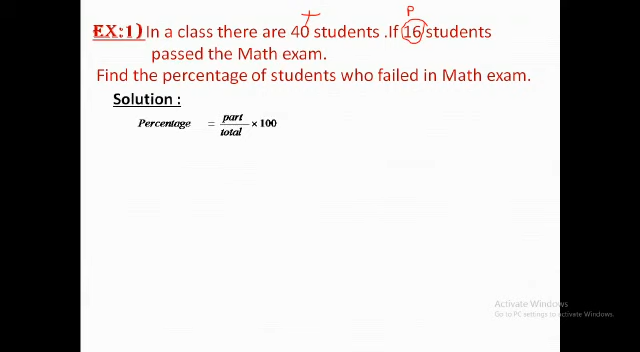 T
P
EX:1) In a class there are 40 students .If 16 students
passed the Math exam.
Find the percentage of students who failed in Math exam.
Solution :
Percentage = part/total × 100
Activate Windows
Go to PC settings to activate Windows.